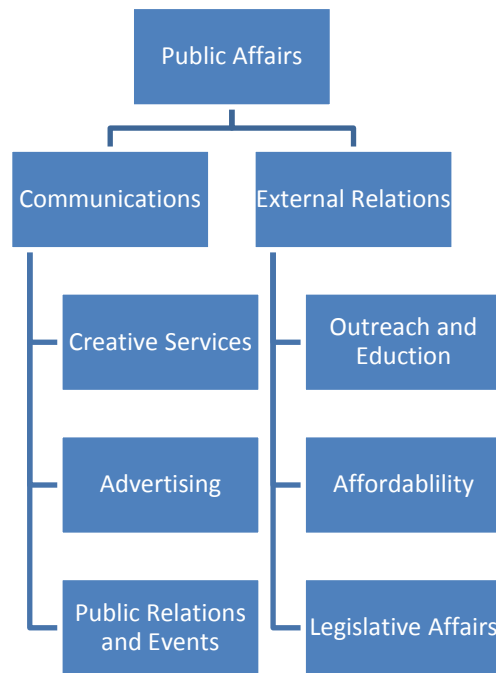 Public Affairs
Communications
External Relations
Creative Services
Outreach and
Eduction
Advertising
Affordablility
Public Relations
and Events
Legislative Affairs